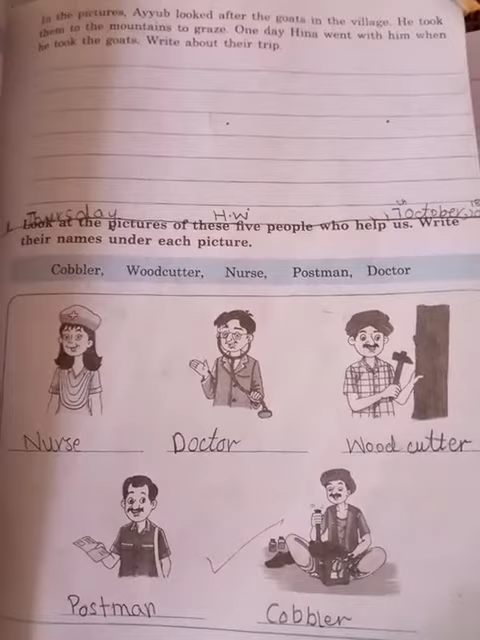 In the pictures, Ayyub looked after the goats in the village. He took
them to the mountains to graze. One day Hina went with him when
he took the goats. Write about their trip.
Thursday H.W 7th october,
Look at the pictures of these five people who help us. Write
their names under each picture.
Cobbler, Woodcutter, Nurse, Postman, Doctor
Nurse Doctor Wood cutter
Postman Cobbler